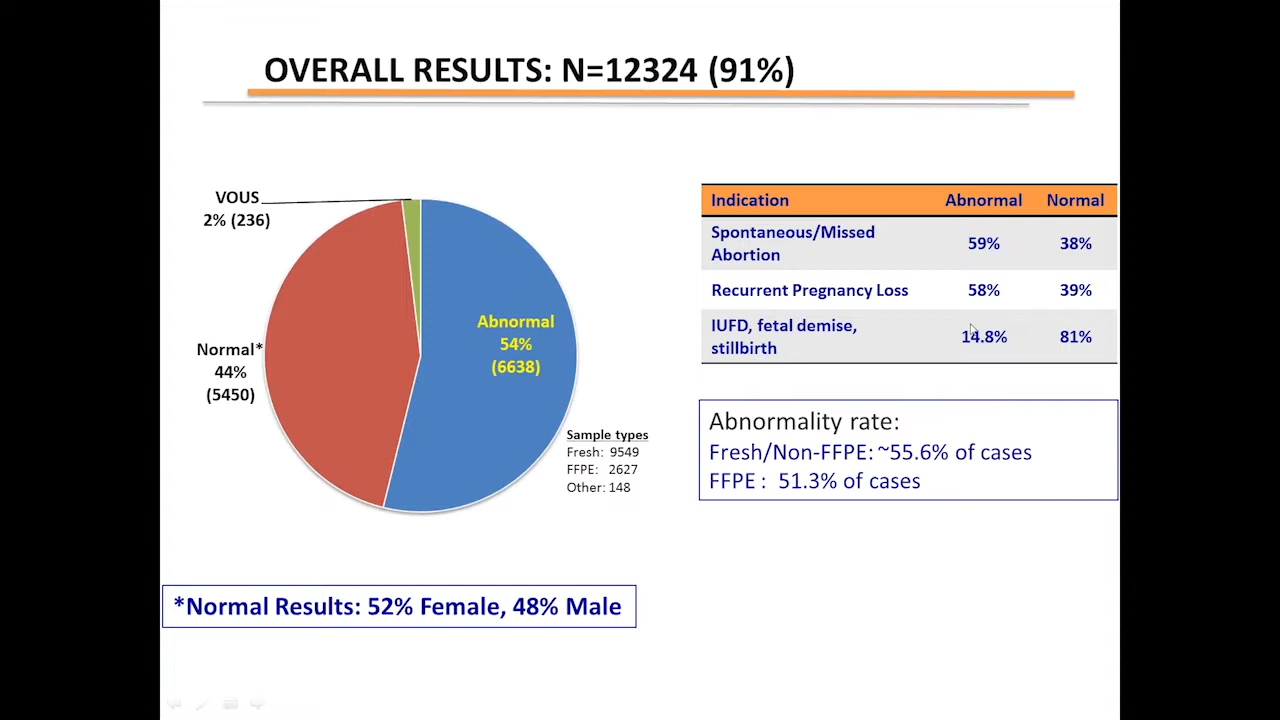 OVERALL RESULTS: N=12324 (91%)
VOUS
2% (236)
Normal*
44%
(5450)
Abnormal
54%
(6638)
Sample types
Fresh: 9549
FFPE: 2627
Other: 148
Indication Abnormal Normal
Spontaneous/Missed
Abortion 59% 38%
Recurrent Pregnancy Loss 58% 39%
IUFD, fetal demise,
stillbirth 14.8% 81%
Abnormality rate:
Fresh/Non-FFPE: ~55.6% of cases
FFPE : 51.3% of cases
*Normal Results: 52% Female, 48% Male